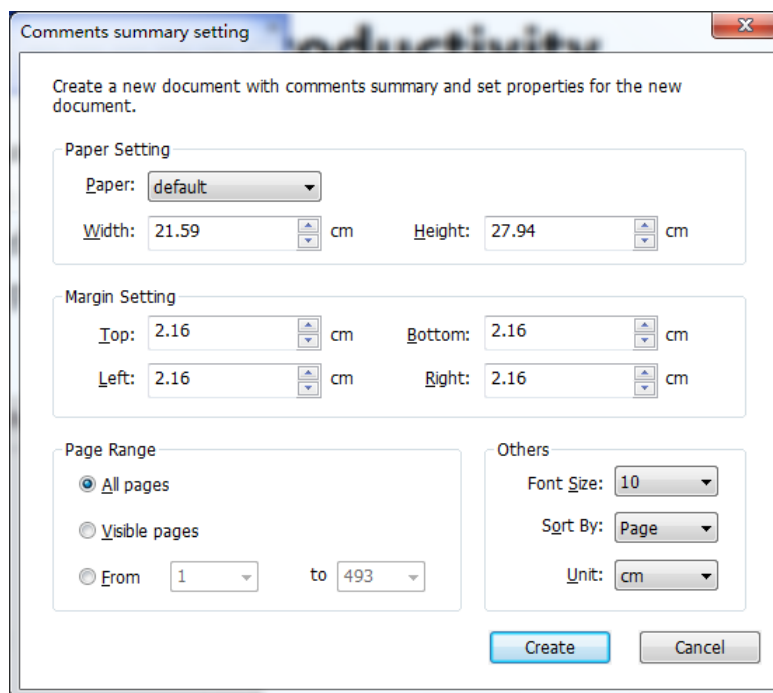 Comments summary setting
Create a new document with comments summary and set properties for the new
document.
Paper Setting
Paper: default
Width: 21.59 cm Height: 27.94 cm
Margin Setting
Top: 2.16 cm Bottom: 2.16 cm
Left: 2.16 cm Right: 2.16 cm
Page Range
All pages
Visible pages
From 1 to 493
Others
Font Size: 10
Sort By: Page
Unit: cm
Create Cancel